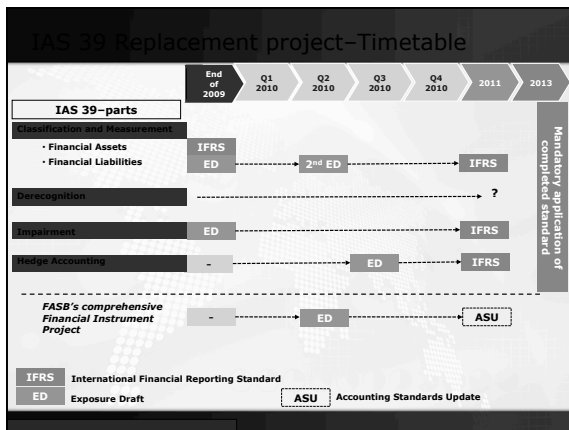 IAS 39 Replacement project–Timetable
End of 2009
Q1 2010
Q2 2010
Q3 2010
Q4 2010
2011
2013
IAS 39–parts
Classification and Measurement
· Financial Assets
IFRS
· Financial Liabilities
ED
2nd ED
IFRS
Derecognition
?
Impairment
ED
IFRS
Hedge Accounting
-
ED
IFRS
Mandatory application of
completed standard
FASB's comprehensive
Financial Instrument
Project
-
ED
ASU
IFRS International Financial Reporting Standard
ED Exposure Draft
ASU Accounting Standards Update